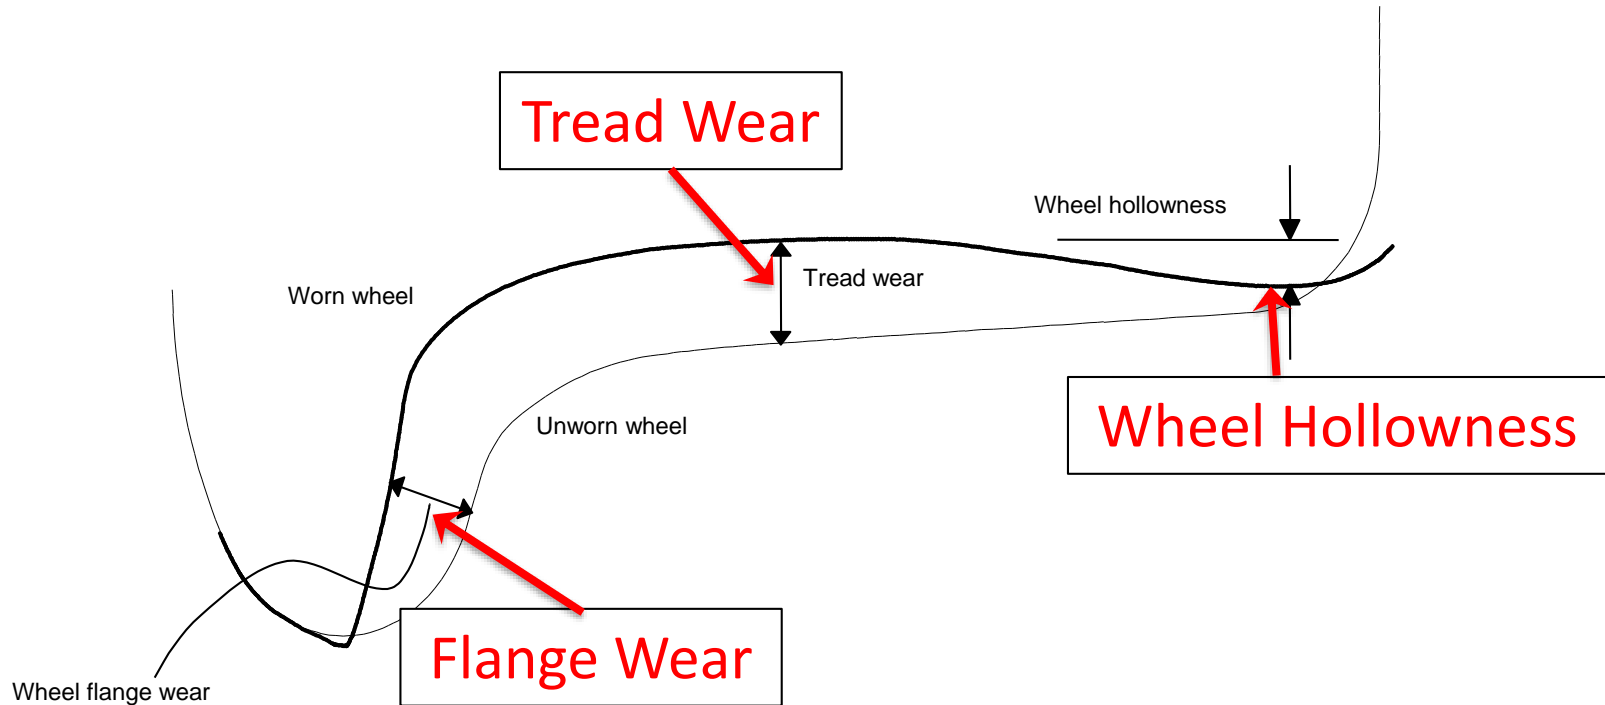 Tread Wear
Wheel hollowness
Tread wear
Worn wheel
Unworn wheel
Wheel Hollowness
Flange Wear
Wheel flange wear